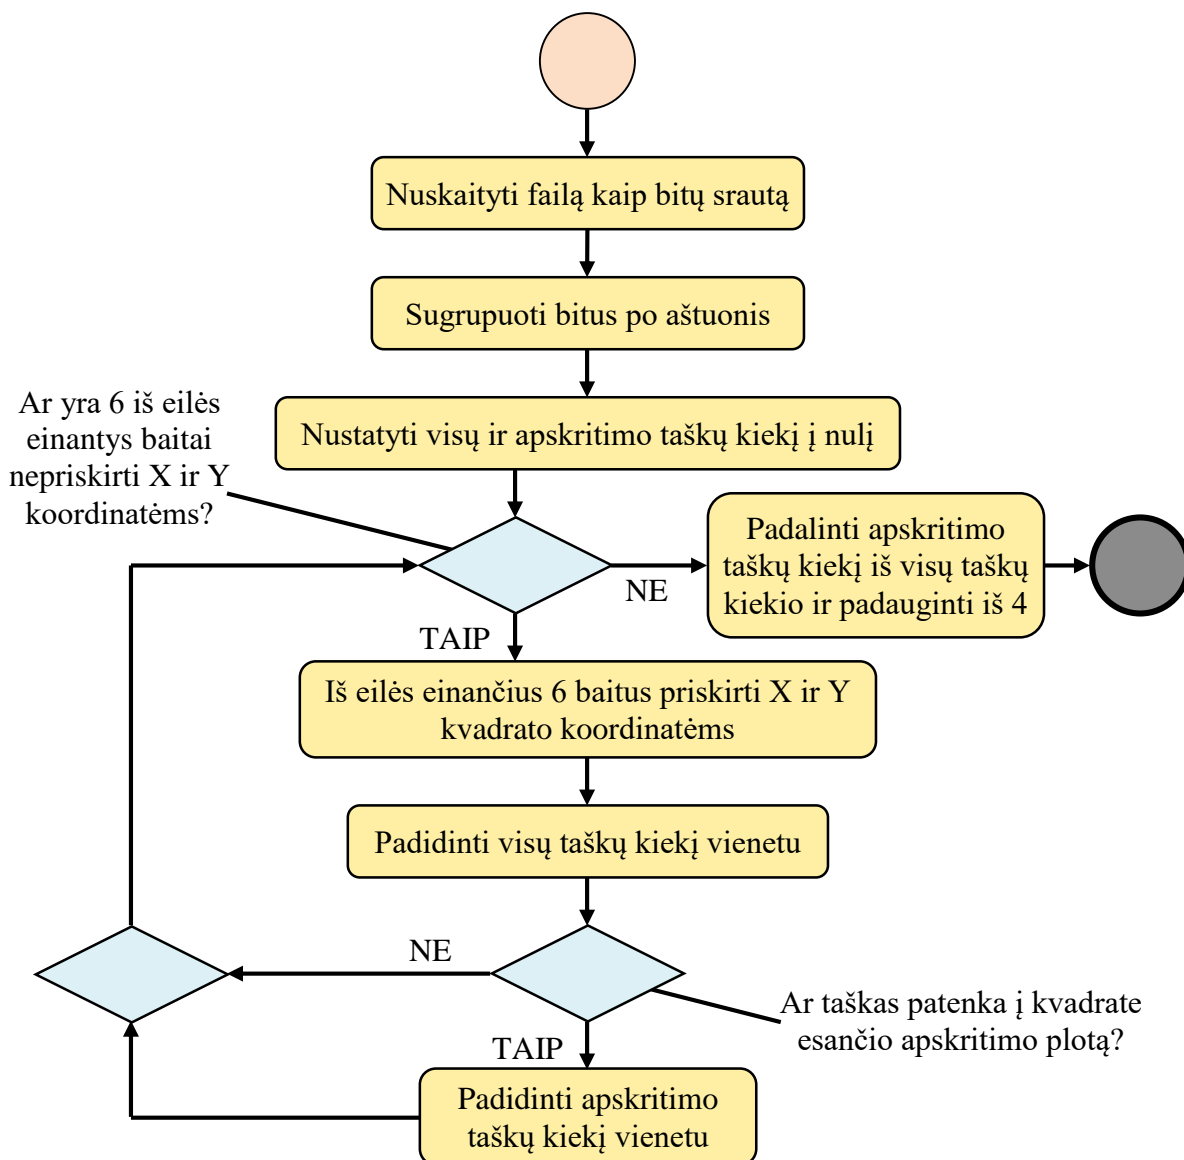 Nuskaityti failą kaip bitų srautą
Sugrupuoti bitus po aštuonis
Ar yra 6 iš eilės
einantys baitai
nepriskirti X ir Y
koordinatėms?
Nustatyti visų ir apskritimo taškų kiekį į nulį
Padalinti apskritimo
taškų kiekį iš visų taškų
kiekio ir padauginti iš 4
NE
TAIP
Iš eilės einančius 6 baitus priskirti X ir Y
kvadrato koordinatėms
Padidinti visų taškų kiekį vienetu
NE
Ar taškas patenka į kvadrate
esančio apskritimo plotą?
TAIP
Padidinti apskritimo
taškų kiekį vienetu